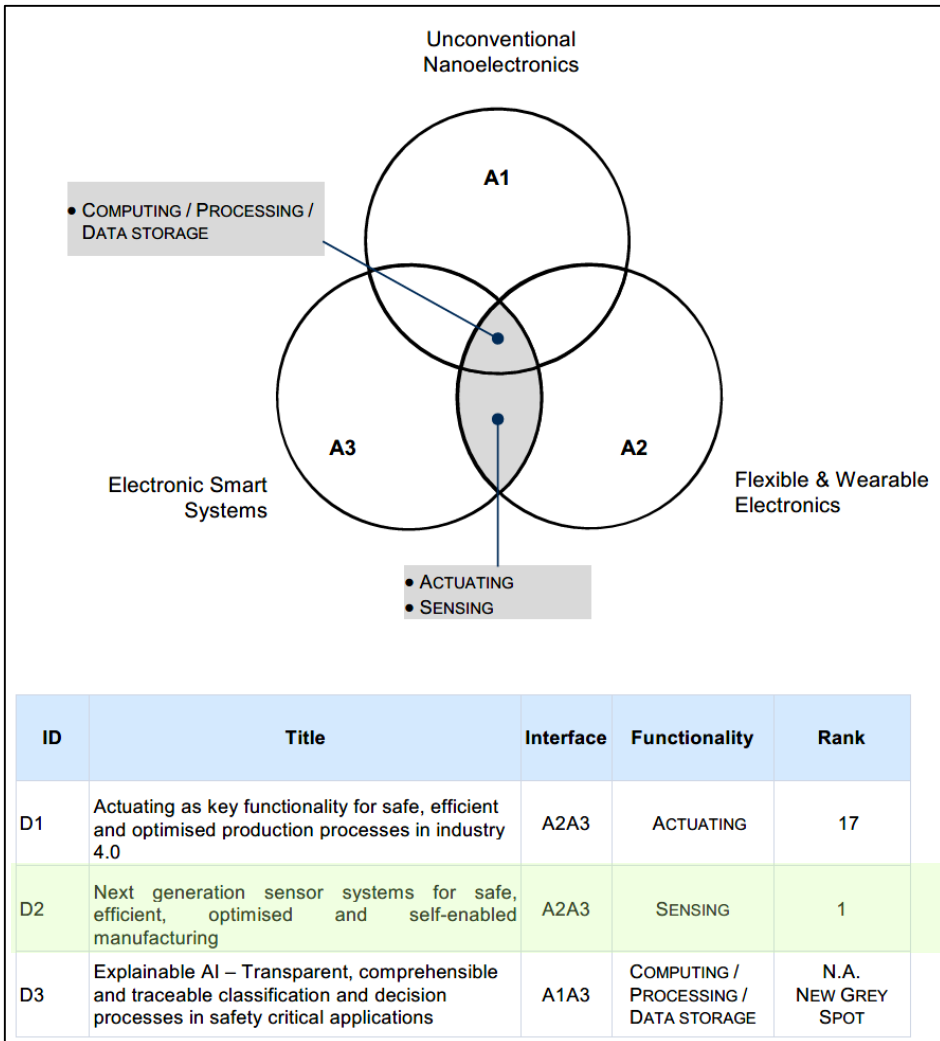 Unconventional
Nanoelectronics
A1
• COMPUTING / PROCESSING /
DATA STORAGE
A3
A2
Electronic Smart
Systems
Flexible & Wearable
Electronics
• ACTUATING
• SENSING
ID Title Interface Functionality Rank
D1
Actuating as key functionality for safe, efficient
and optimised production processes in industry
4.0
A2A3
ACTUATING
17
D2
Next generation sensor systems for safe,
efficient, optimised and self-enabled
manufacturing
A2A3
SENSING
1
D3
Explainable AI – Transparent, comprehensible
and traceable classification and decision
processes in safety critical applications
A1A3
COMPUTING /
PROCESSING /
DATA STORAGE
N.A.
NEW GREY
SPOT